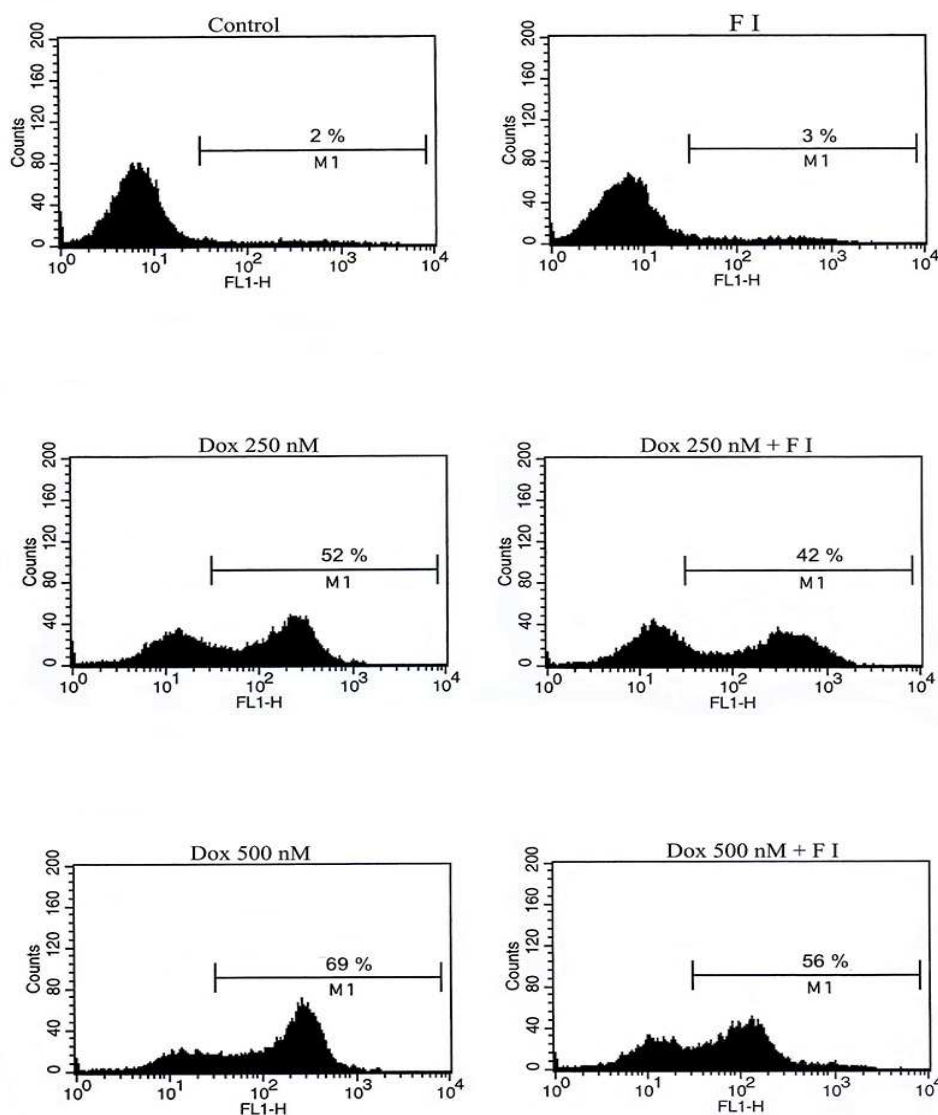 Control
200
160
120
80
40
0
Counts
2 %
M1
10^0 10^1 10^2 10^3 10^4
FL1-H
F I
200
160
120
80
40
0
Counts
3 %
M1
10^0 10^1 10^2 10^3 10^4
FL1-H
Dox 250 nM
200
160
120
80
40
0
Counts
52 %
M1
10^0 10^1 10^2 10^3 10^4
FL1-H
Dox 250 nM + F I
200
160
120
80
40
0
Counts
42 %
M1
10^0 10^1 10^2 10^3 10^4
FL1-H
Dox 500 nM
200
160
120
80
40
0
Counts
69 %
M1
10^0 10^1 10^2 10^3 10^4
FL1-H
Dox 500 nM + F I
200
160
120
80
40
0
Counts
56 %
M1
10^0 10^1 10^2 10^3 10^4
FL1-H